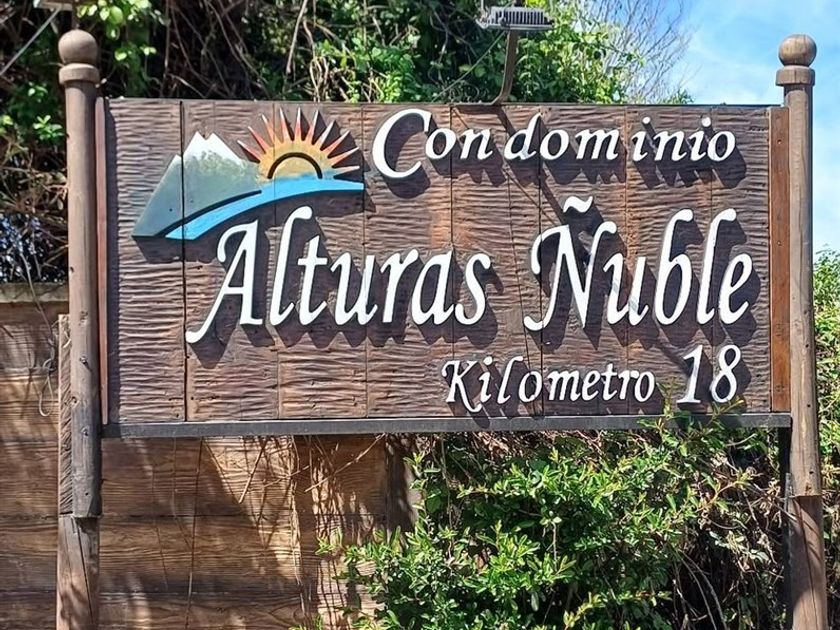 Condominio
Alturas Ñuble
Kilometro 18